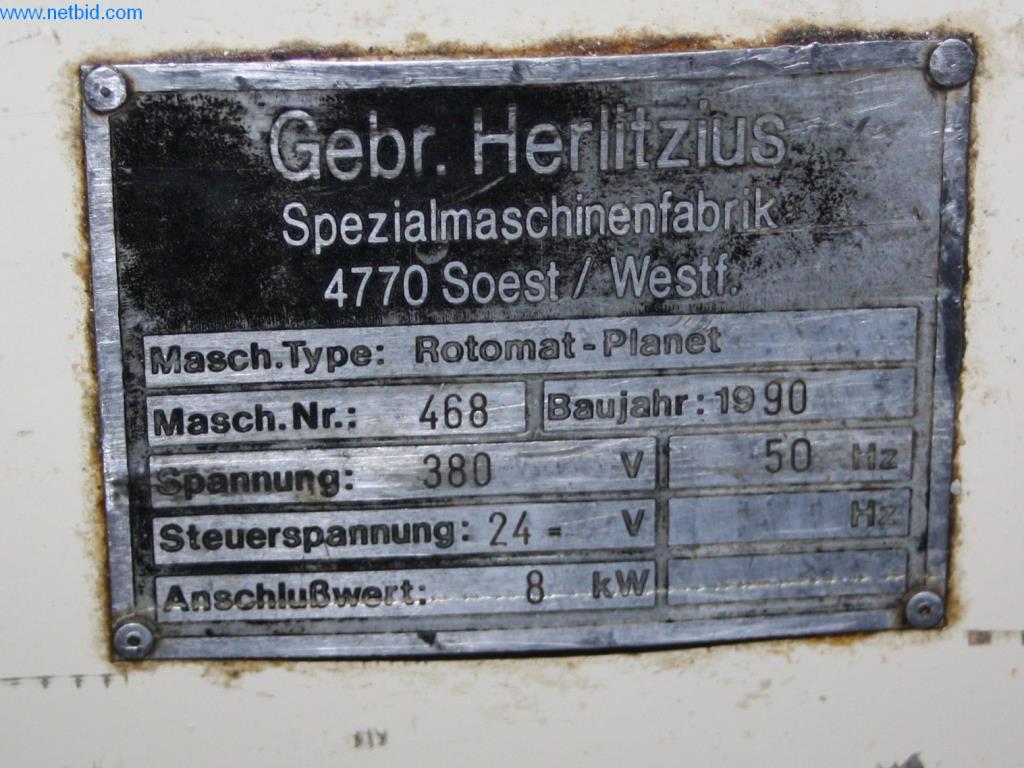 www.netbid.com
Gebr. Herlitzius
Spezialmaschinenfabrik
4770 Soest / Westf.
Masch.Type: Rotomat-Planet
Masch.Nr.: 468 Baujahr: 1990
Spannung: 380 V 50 Hz
Steuerspannung: 24 = V Hz
Anschlußwert: 8 kW